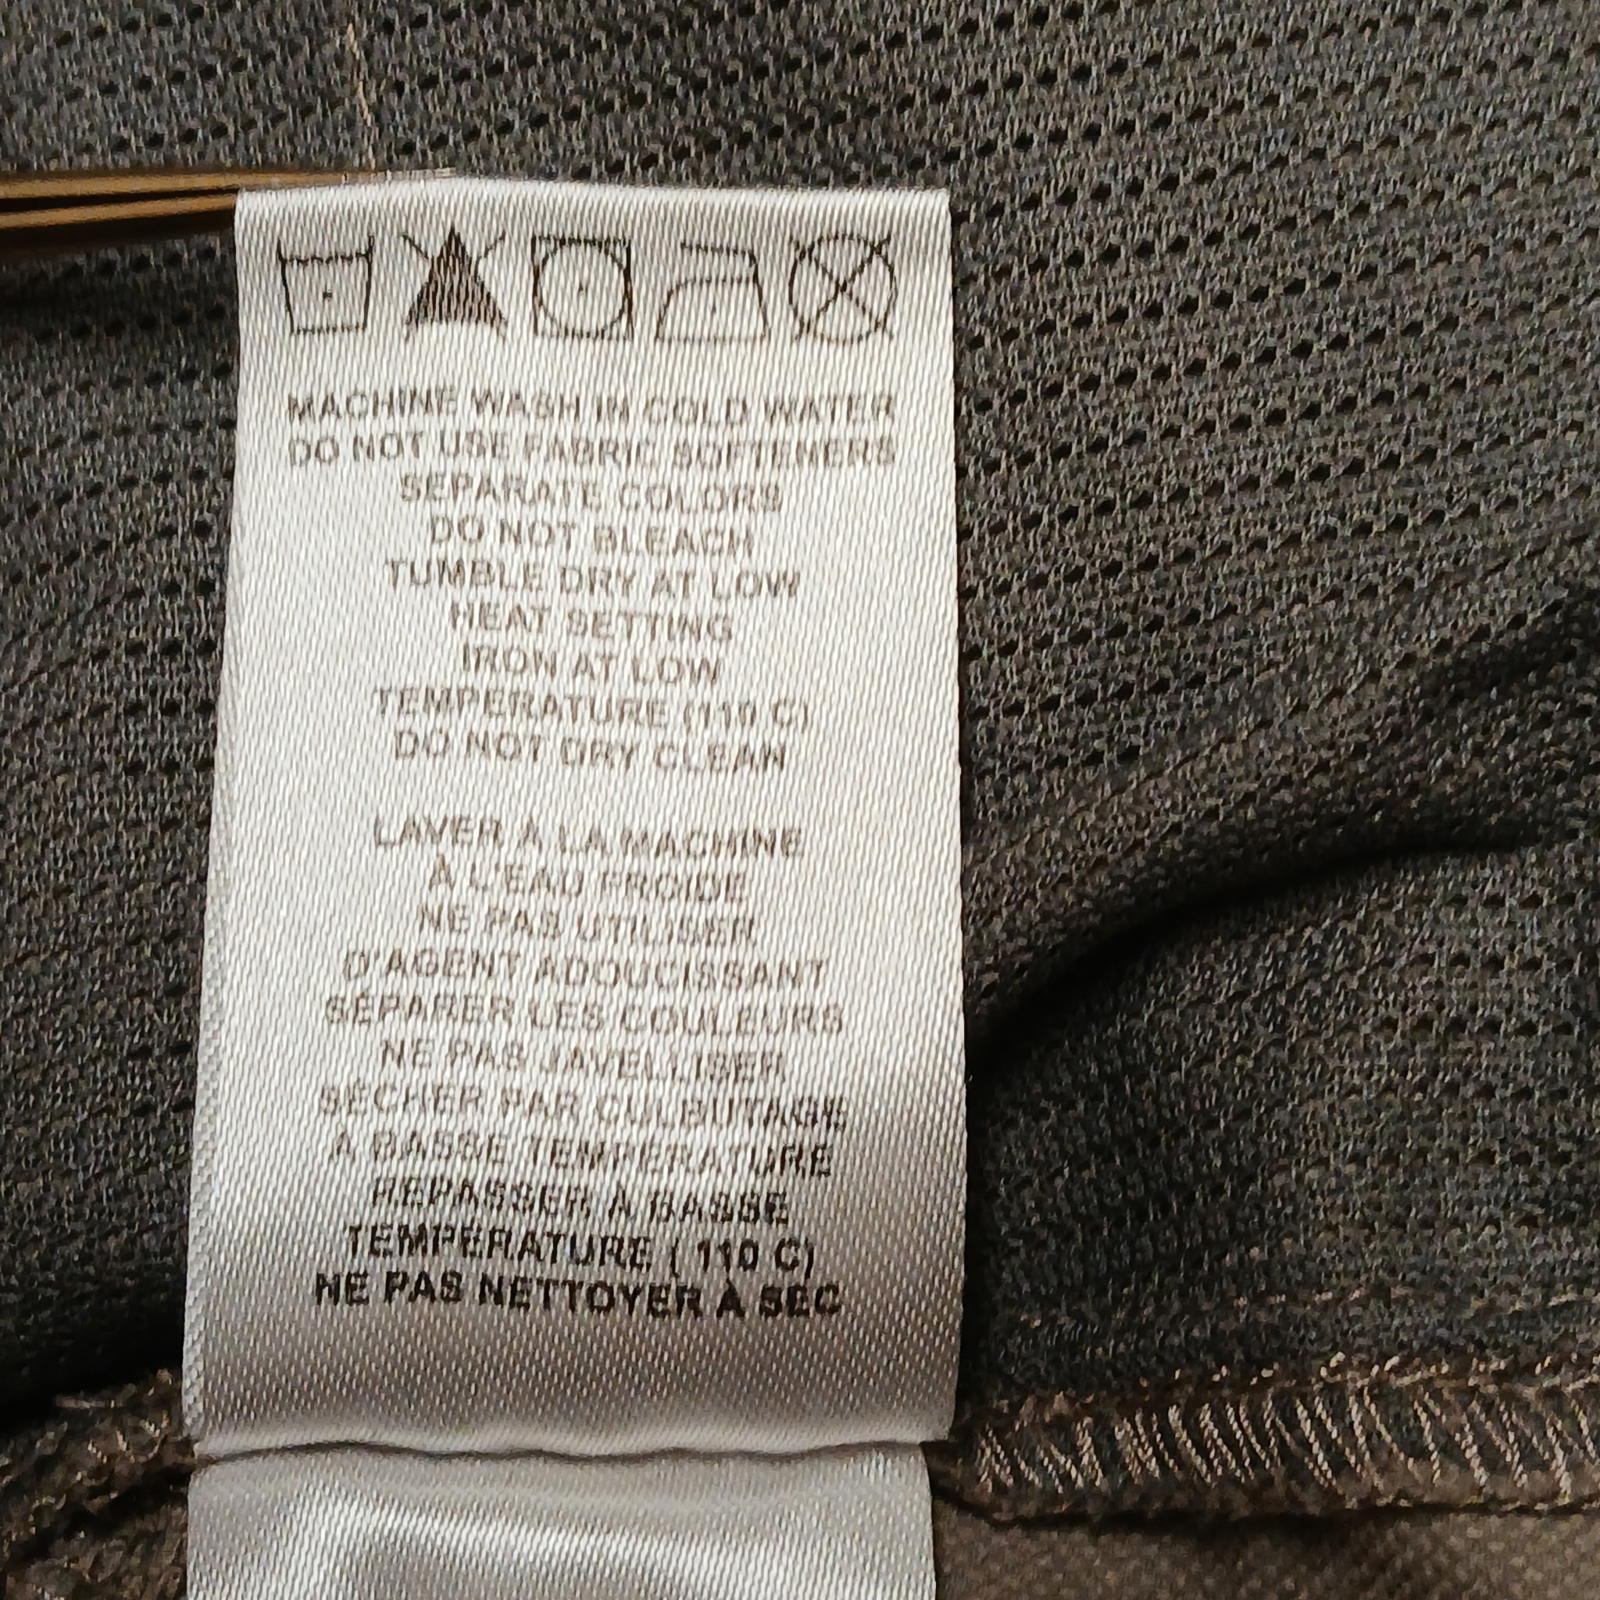 MACHINE WASH IN COLD WATER
DO NOT USE FABRIC SOFTENERS
SEPARATE COLORS
DO NOT BLEACH
TUMBLE DRY AT LOW
HEAT SETTING
IRON AT LOW
TEMPERATURE (110 C)
DO NOT DRY CLEAN
LAVER À LA MACHINE
À L'EAU FROIDE
NE PAS UTILISER
D'AGENT ADOUCISSANT
SÉPARER LES COULEURS
NE PAS JAVELLISER
SÉCHER PAR CULBUTAGE
À BASSE TEMPERATURE
REPASSER À BASSE
TEMPÉRATURE ( 110 C)
NE PAS NETTOYER À SEC